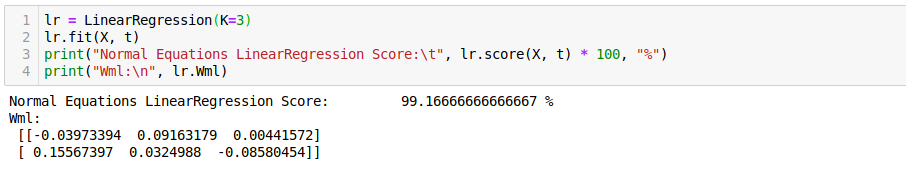 1 lr = LinearRegression(K=3)
2 lr.fit(X, t)
3 print("Normal Equations LinearRegression Score:\t", lr.score(X, t) * 100, "%")
4 print("Wml:\n", lr.Wml)
Normal Equations LinearRegression Score: 99.16666666666667 %
Wml:
[[-0.03973394 0.09163179 0.00441572]
[ 0.15567397 0.0324988 -0.08580454]]